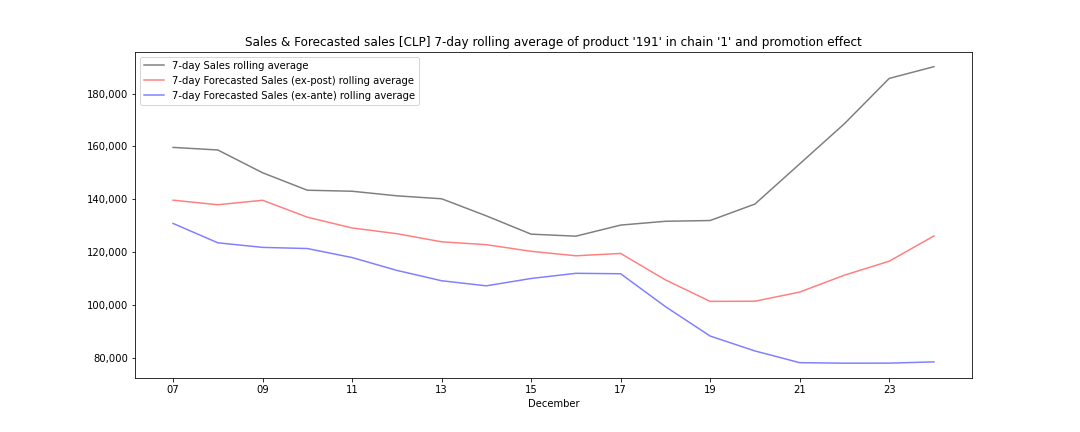 Sales & Forecasted sales [CLP] 7-day rolling average of product '191' in chain '1' and promotion effect
7-day Sales rolling average
7-day Forecasted Sales (ex-post) rolling average
7-day Forecasted Sales (ex-ante) rolling average
180,000
160,000
140,000
120,000
100,000
80,000
07 09 11 13 15 17 19 21 23
December